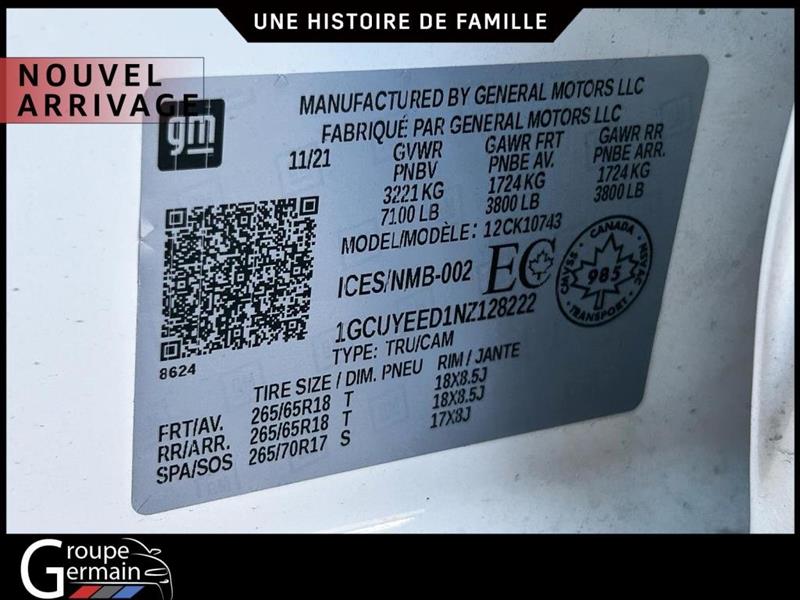 UNE HISTOIRE DE FAMILLE
NOUVEL
ARRIVAGE
gm
MANUFACTURED BY GENERAL MOTORS LLC
FABRIQUÉ PAR GENERAL MOTORS LLC
11/21 GVWR GAWR FRT GAWR RR
PNBV PNBE AV. PNBE ARR.
3221 KG 1724 KG 1724 KG
7100 LB 3800 LB 3800 LB
MODEL/MODÈLE: 12CK10743
ICES/NMB-002 EC
CANADA
CMVSS NSVAC
985
TRANSPORT
1GCUYEED1NZ128222
TYPE: TRU/CAM
8624
TIRE SIZE / DIM. PNEU RIM / JANTE
FRT/AV. 265/65R18 T 18X8.5J
RR/ARR. 265/65R18 T 18X8.5J
SPA/SOS 265/70R17 S 17X8J
Groupe
Germain